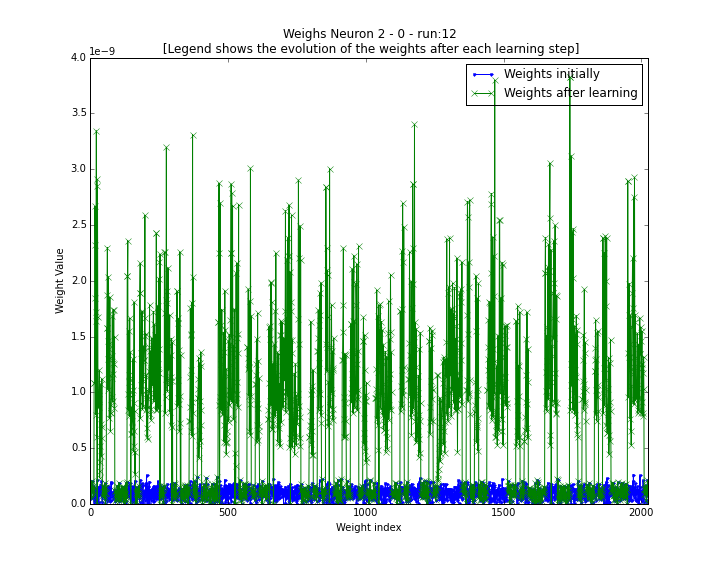 Weighs Neuron 2 - 0 - run:12
[Legend shows the evolution of the weights after each learning step]
1e−9
4.0
3.5
3.0
2.5
2.0
1.5
1.0
0.5
0.0
Weight Value
Weights initially
Weights after learning
0
500
1000
1500
2000
Weight index